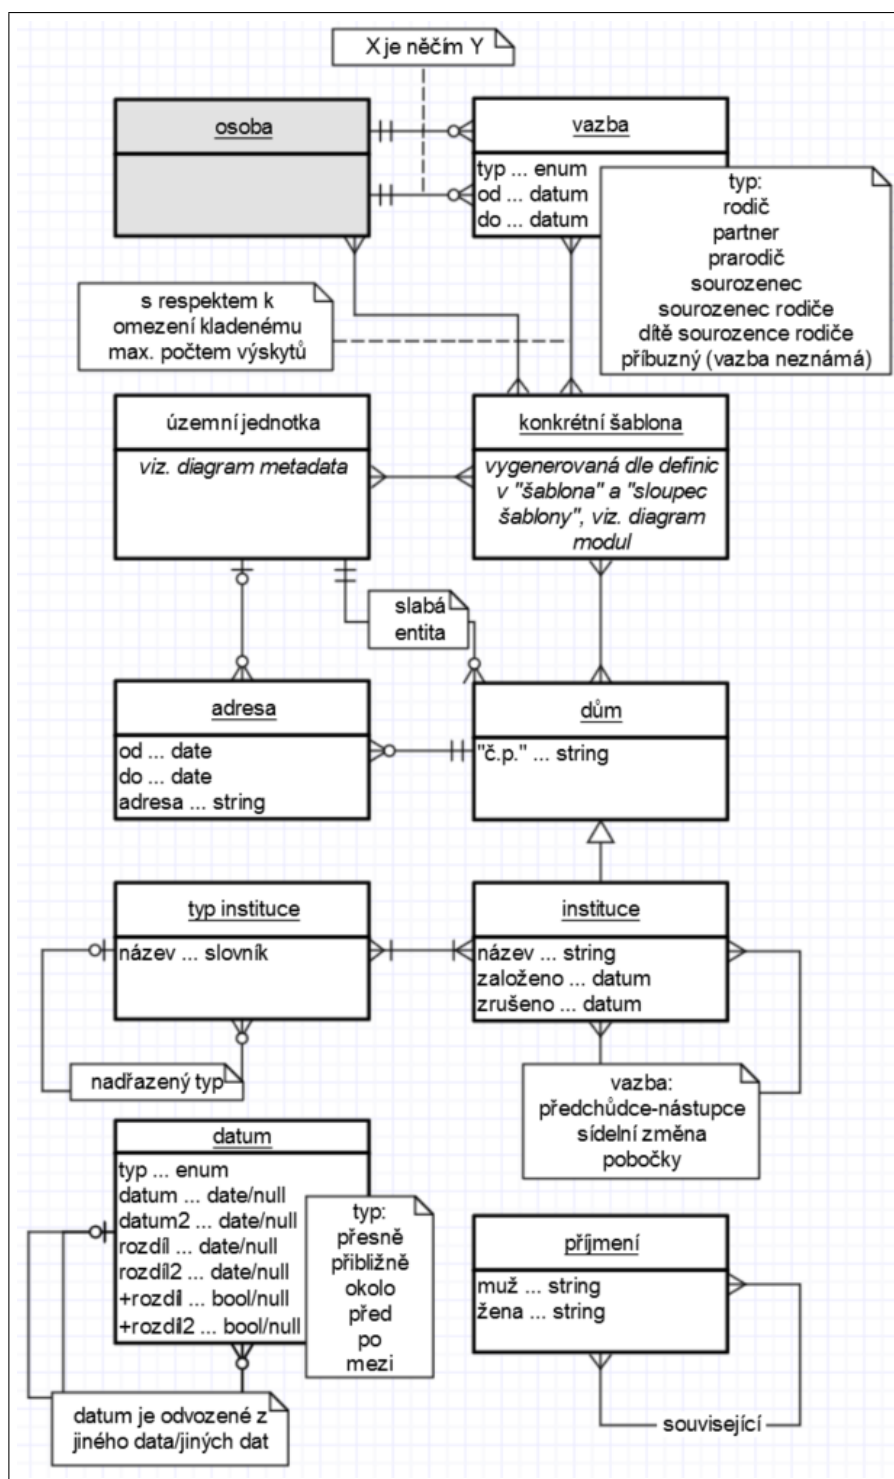 X je něčím Y
osoba
vazba
typ ... enum
od ... datum
do ... datum
typ:
rodič
partner
prarodič
sourozenec
sourozenec rodiče
dítě sourozence rodiče
příbuzný (vazba neznámá)
s respektem k
omezení kladenému
max. počtem výskytů
územní jednotka
viz. diagram metadata
konkrétní šablona
vygenerovaná dle definic
v "šablona" a "sloupec
šablony", viz. diagram
modul
slabá
entita
adresa
od ... date
do ... date
adresa ... string
dům
"č.p." ... string
typ instituce
název ... slovník
instituce
název ... string
založeno ... datum
zrušeno ... datum
nadřazený typ
vazba:
předchůdce-nástupce
sídelní změna
pobočky
datum
typ ... enum
datum ... date/null
datum2 ... date/null
rozdíl ... date/null
rozdíl2 ... date/null
+rozdíl ... bool/null
+rozdíl2 ... bool/null
typ:
přesně
přibližně
okolo
před
po
mezi
příjmení
muž ... string
žena ... string
datum je odvozené z
jiného data/jiných dat
související